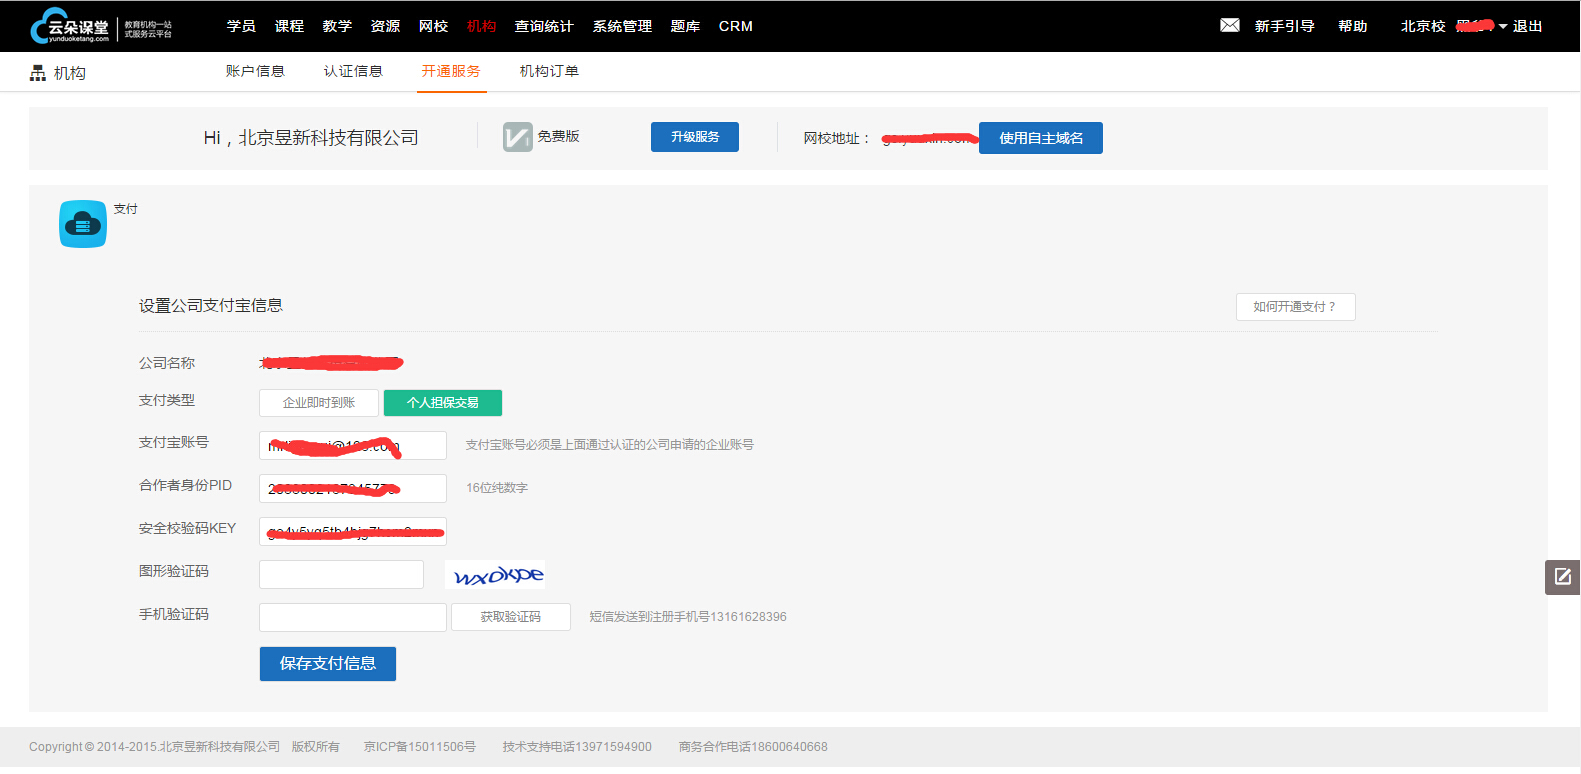 云朵课堂
yunduoketang.com
教育机构一站
式服务云平台
学员 课程 教学 资源 网校 机构 查询统计 系统管理 题库 CRM
新手引导 帮助 北京校 退出
机构
账户信息 认证信息 开通服务 机构订单
Hi，北京昱新科技有限公司
免费版
升级服务
网校地址：
使用自主域名
支付
设置公司支付宝信息
如何开通支付？
公司名称
支付类型 企业即时到账 个人担保交易
支付宝账号 支付宝账号必须是上面通过认证的公司申请的企业账号
合作者身份PID 16位纯数字
安全校验码KEY
图形验证码 wxokpe
手机验证码 获取验证码 短信发送到注册手机号13161628396
保存支付信息
Copyright © 2014-2015.北京昱新科技有限公司 版权所有 京ICP备15011506号 技术支持电话13971594900 商务合作电话18600640668